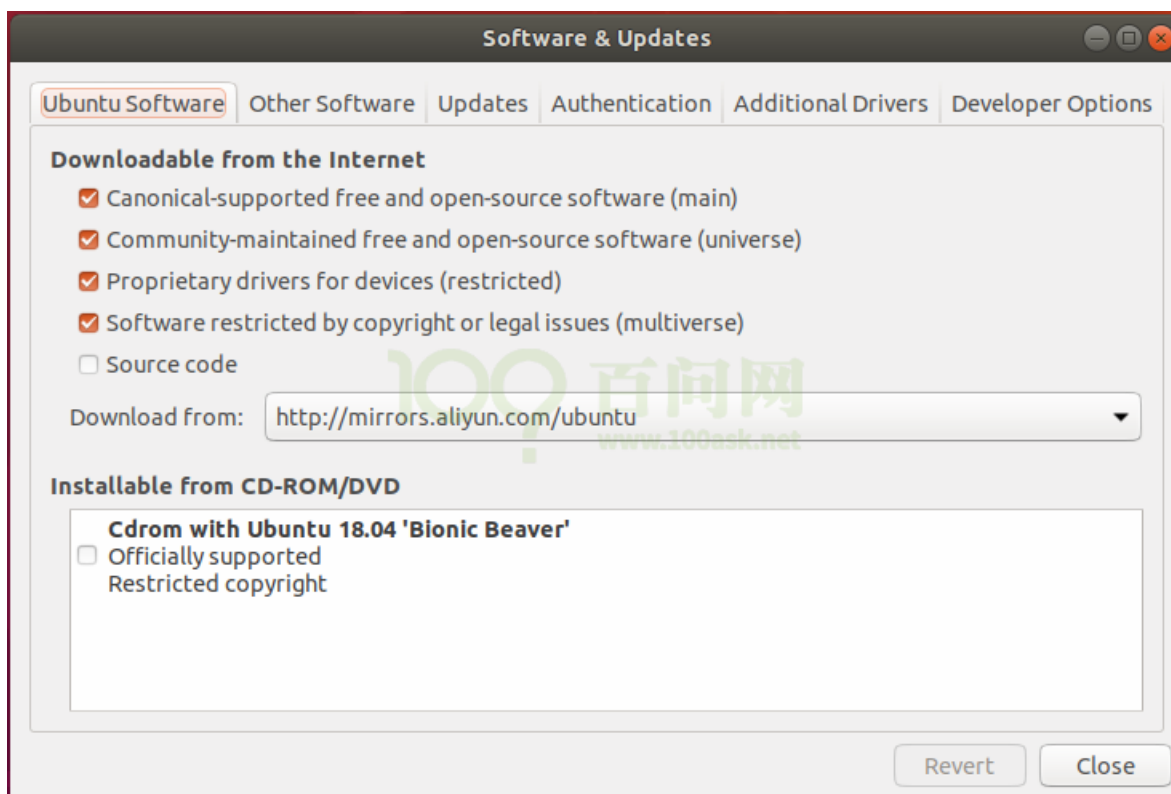 Software & Updates
Ubuntu Software Other Software Updates Authentication Additional Drivers Developer Options
Downloadable from the Internet
Canonical-supported free and open-source software (main)
Community-maintained free and open-source software (universe)
Proprietary drivers for devices (restricted)
Software restricted by copyright or legal issues (multiverse)
Source code
100? 百问网
Download from: http://mirrors.aliyun.com/ubuntu
www.100ask.net
Installable from CD-ROM/DVD
Cdrom with Ubuntu 18.04 'Bionic Beaver'
Officially supported
Restricted copyright
Revert Close